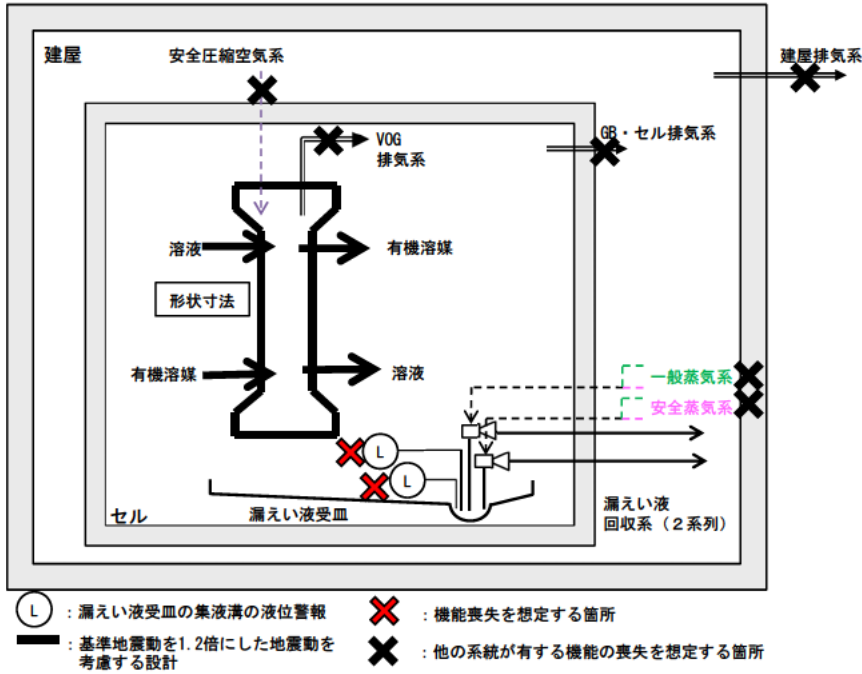 建屋
安全圧縮空気系
建屋排気系
VOG
排気系
GB・セル排気系
溶液
有機溶媒
形状寸法
有機溶媒
溶液
一般蒸気系
安全蒸気系
L
L
セル
漏えい液受皿
漏えい液
回収系(2系列)
L
：漏えい液受皿の集液溝の液位警報
：機能喪失を想定する箇所
：基準地震動を1.2倍にした地震動を
考慮する設計
：他の系統が有する機能の喪失を想定する箇所